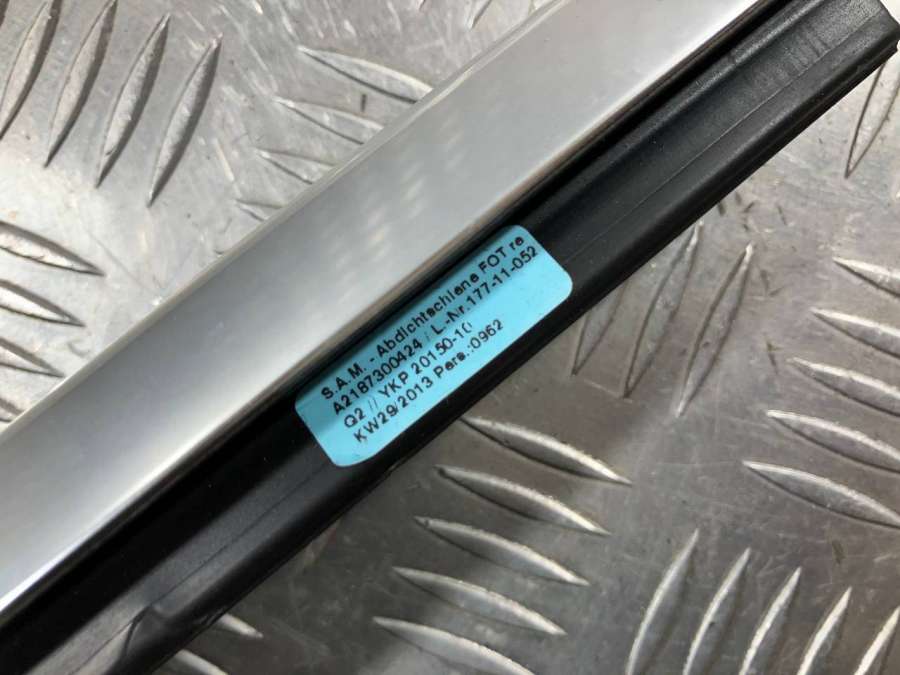 S.A.M. - Abdichtschiene FOT re
A2187300424 / L.-Nr.177-11-052
Q2 // YKP 20150-10
KW29/2013 Pers.:0962